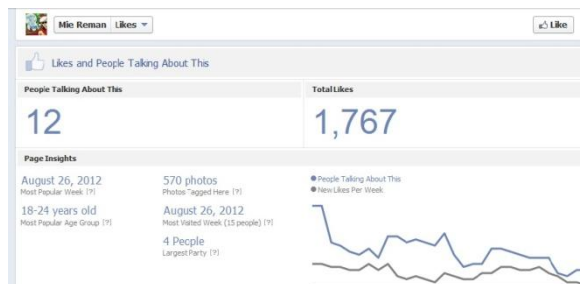 Mie Reman Likes
Like
Likes and People Talking About This
People Talking About This
12
Total Likes
1,767
Page Insights
August 26, 2012
Most Popular Week [?]
18-24 years old
Most Popular Age Group [?]
570 photos
Photos Tagged Here [?]
August 26, 2012
Most Visited Week (15 people) [?]
4 People
Largest Party [?]
People Talking About This
New Likes Per Week